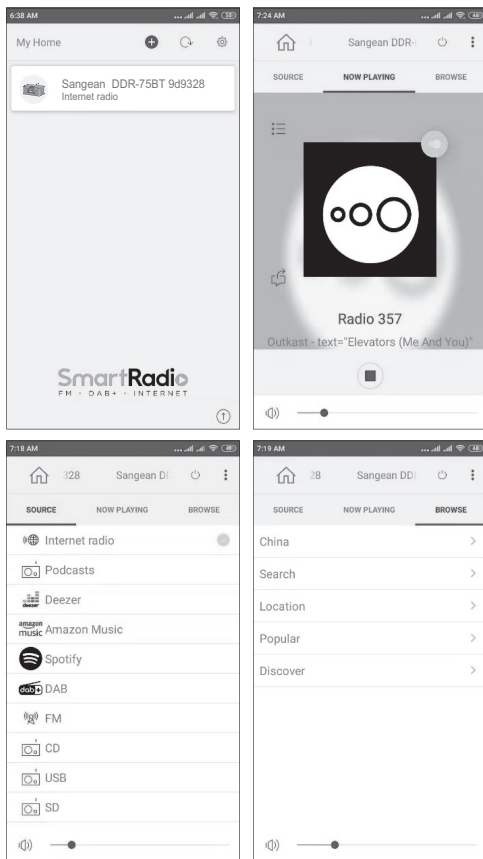 6:38 AM
My Home
Sangean DDR-75BT 9d9328
Internet radio
SmartRadio
FM · DAB+ · INTERNET
7:24 AM
Sangean DDR-
SOURCE NOW PLAYING BROWSE
Radio 357
Outkast - text="Elevators (Me And You)"
7:18 AM
328 Sangean D
SOURCE NOW PLAYING BROWSE
Internet radio
Podcasts
deezer Deezer
amazon
music Amazon Music
Spotify
dab+ DAB
FM
CD
USB
SD
7:19 AM
28 Sangean DD
SOURCE NOW PLAYING BROWSE
China
Search
Location
Popular
Discover